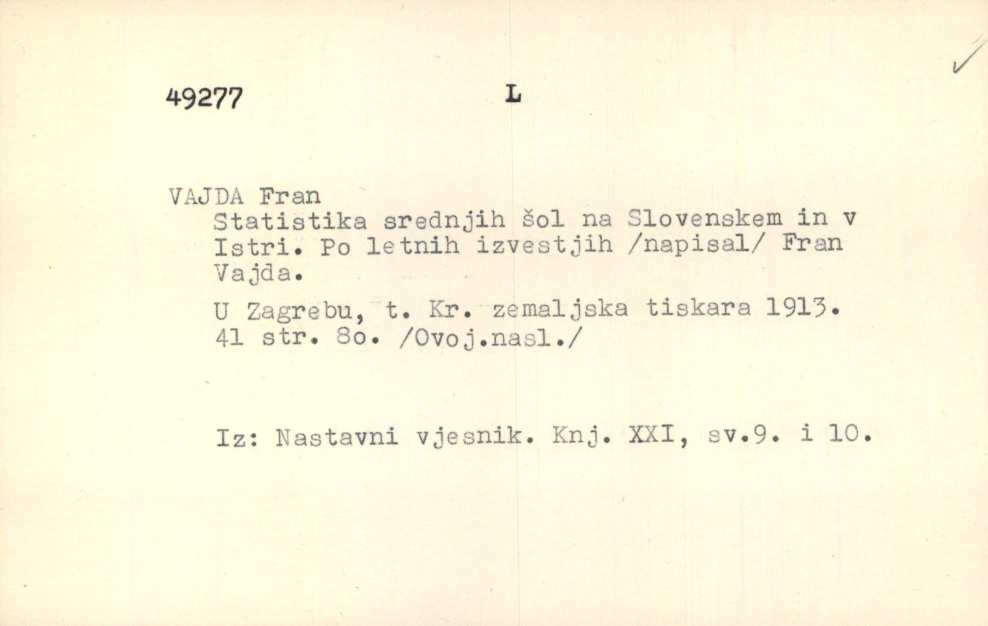 49277 L
VAJDA Fran
Statistika srednjih šol na Slovenskem in v
Istri. Po letnih izvestjih /napisal/ Fran
Vajda.
U Zagrebu, t. Kr. zemaljska tiskara 1913.
41 str. 8o. /Ovoj.nasl./
Iz: Nastavni vjesnik. Knj. XXI, sv.9. i 10.